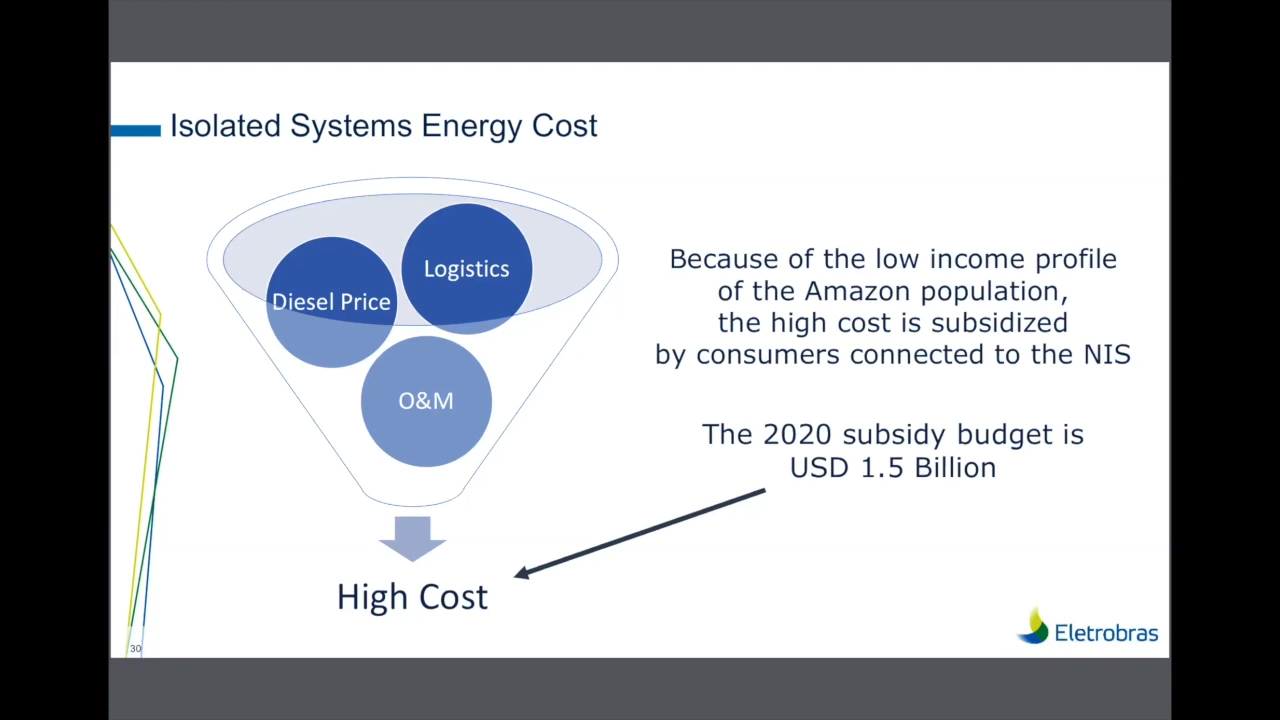 Isolated Systems Energy Cost
Logistics
Diesel Price
O&M
High Cost
Because of the low income profile
of the Amazon population,
the high cost is subsidized
by consumers connected to the NIS
The 2020 subsidy budget is
USD 1.5 Billion
30
Eletrobras